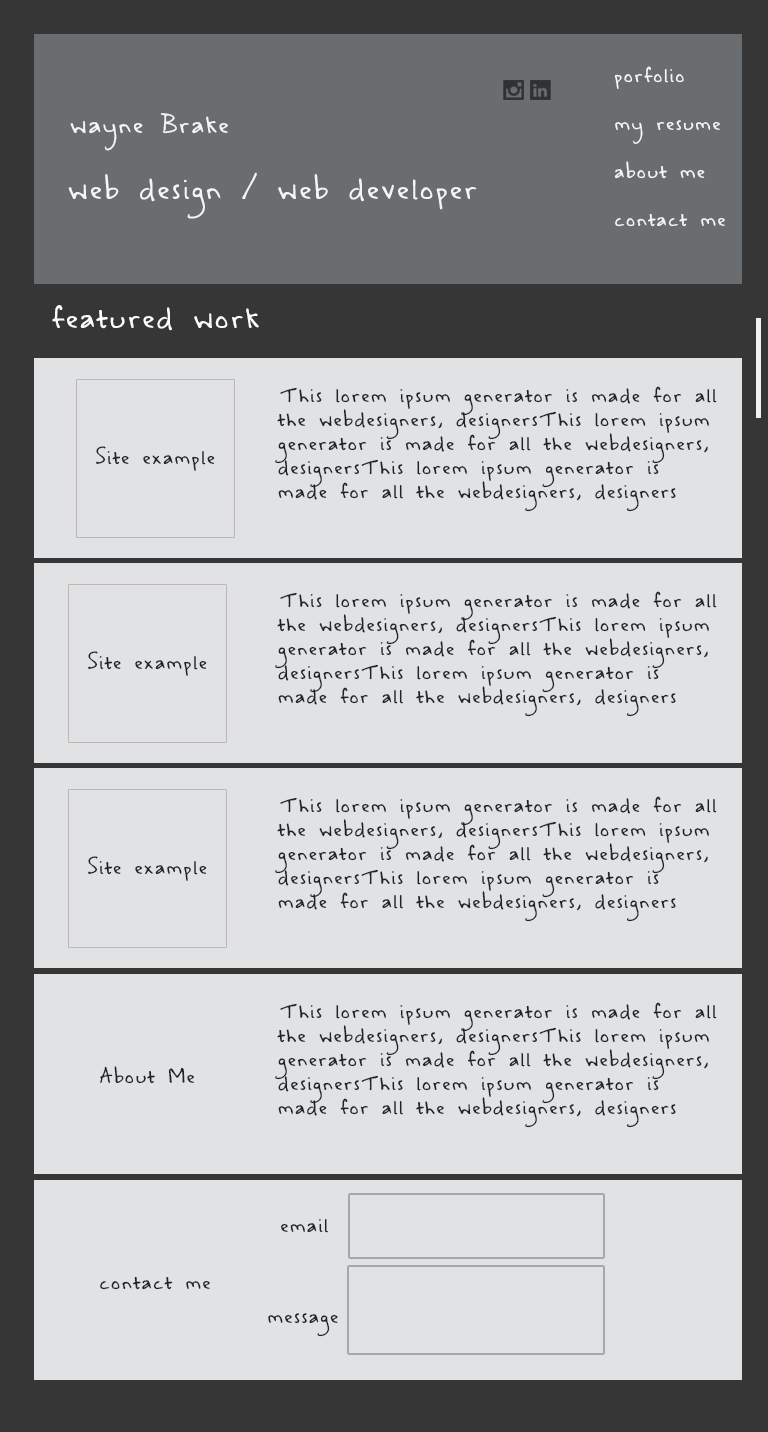 wayne Brake
web design / web developer
porfolio
my resume
about me
contact me
featured work
Site example
This lorem ipsum generator is made for all
the webdesigners, designersThis lorem ipsum
generator is made for all the webdesigners,
designersThis lorem ipsum generator is
made for all the webdesigners, designers
Site example
This lorem ipsum generator is made for all
the webdesigners, designersThis lorem ipsum
generator is made for all the webdesigners,
designersThis lorem ipsum generator is
made for all the webdesigners, designers
Site example
This lorem ipsum generator is made for all
the webdesigners, designersThis lorem ipsum
generator is made for all the webdesigners,
designersThis lorem ipsum generator is
made for all the webdesigners, designers
About Me
This lorem ipsum generator is made for all
the webdesigners, designersThis lorem ipsum
generator is made for all the webdesigners,
designersThis lorem ipsum generator is
made for all the webdesigners, designers
contact me
email
message